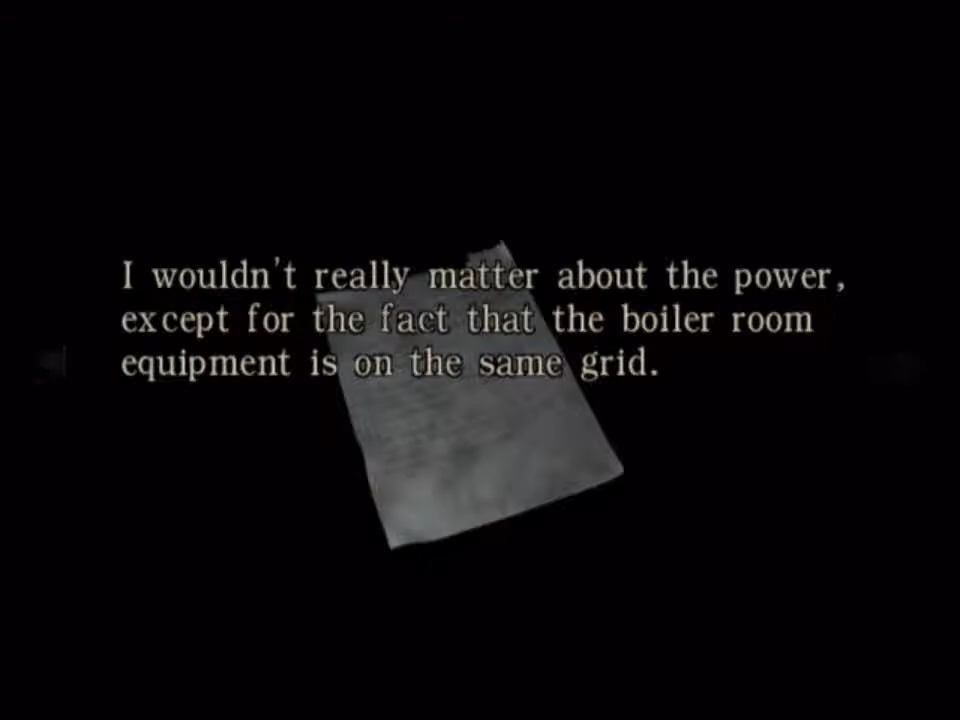 I wouldn't really matter about the power,
except for the fact that the boiler room
equipment is on the same grid.